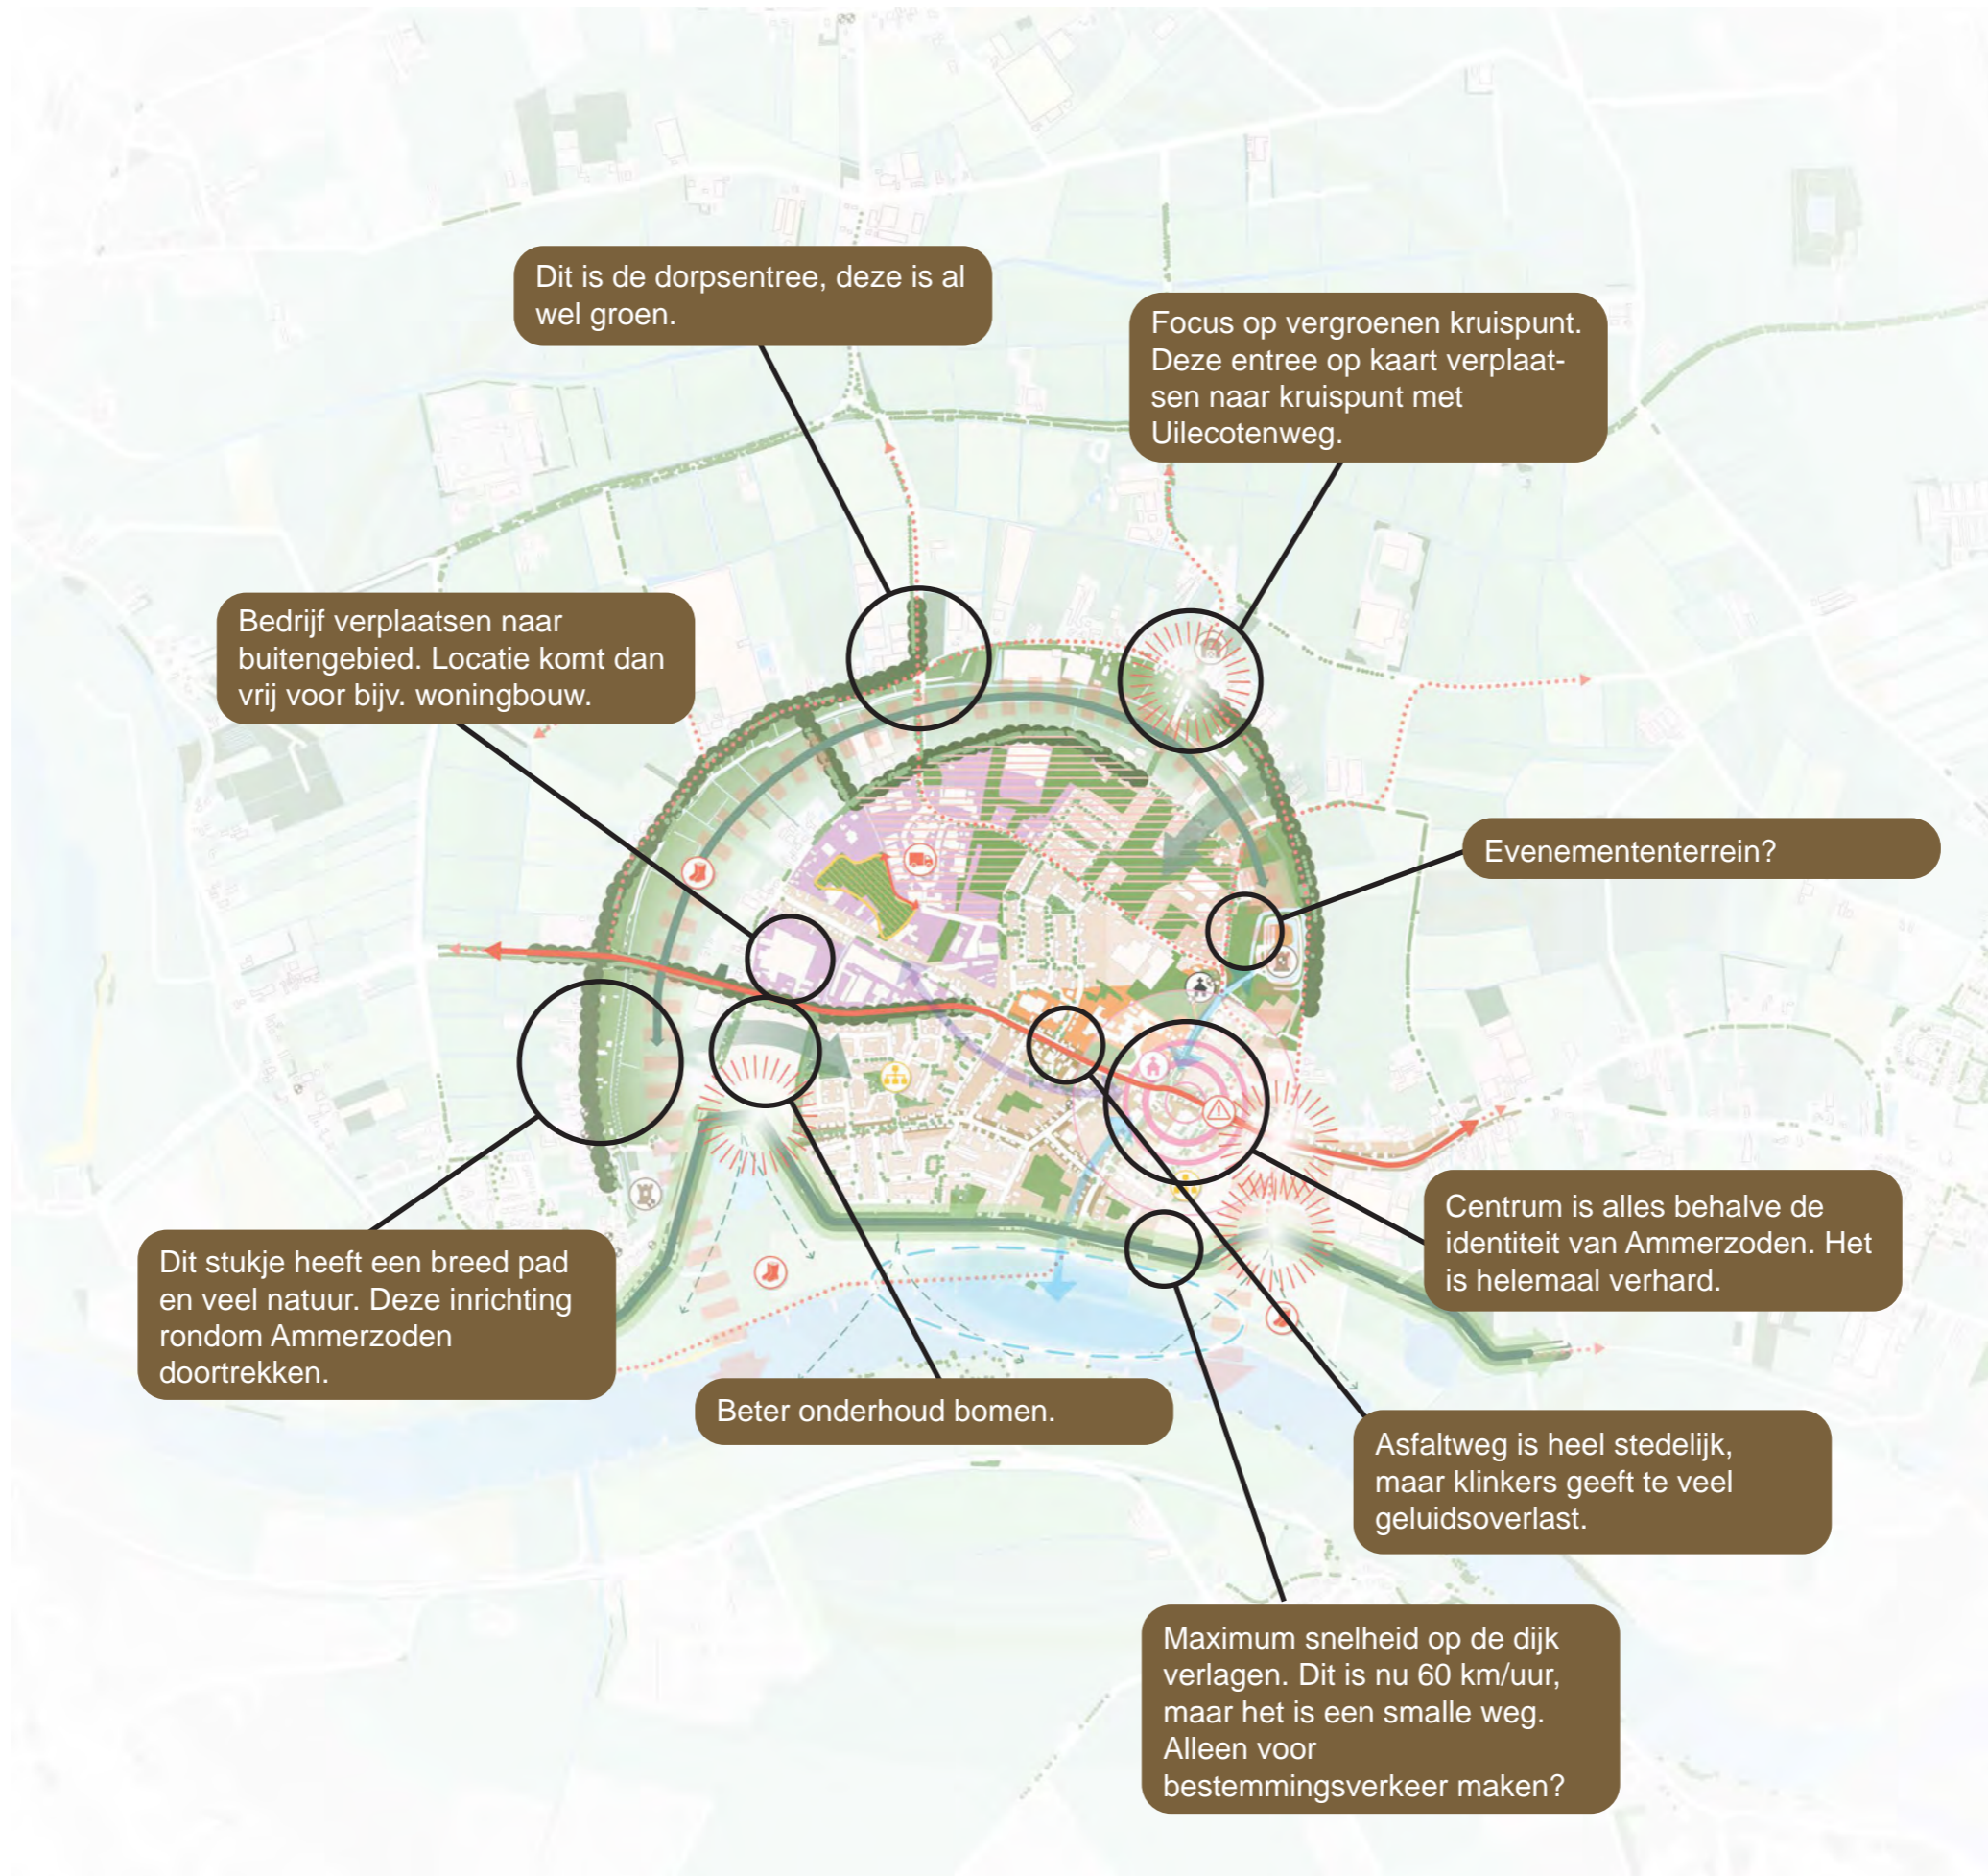 Dit is de dorpsentree, deze is al
wel groen.
Focus op vergroenen kruispunt.
Deze entree op kaart verplaat-
sen naar kruispunt met
Uilecotenweg.
Bedrijf verplaatsen naar
buitengebied. Locatie komt dan
vrij voor bijv. woningbouw.
Evenemententerrein?
Centrum is alles behalve de
identiteit van Ammerzoden. Het
is helemaal verhard.
Dit stukje heeft een breed pad
en veel natuur. Deze inrichting
rondom Ammerzoden
doortrekken.
Beter onderhoud bomen.
Asfaltweg is heel stedelijk,
maar klinkers geeft te veel
geluidsoverlast.
Maximum snelheid op de dijk
verlagen. Dit is nu 60 km/uur,
maar het is een smalle weg.
Alleen voor
bestemmingsverkeer maken?